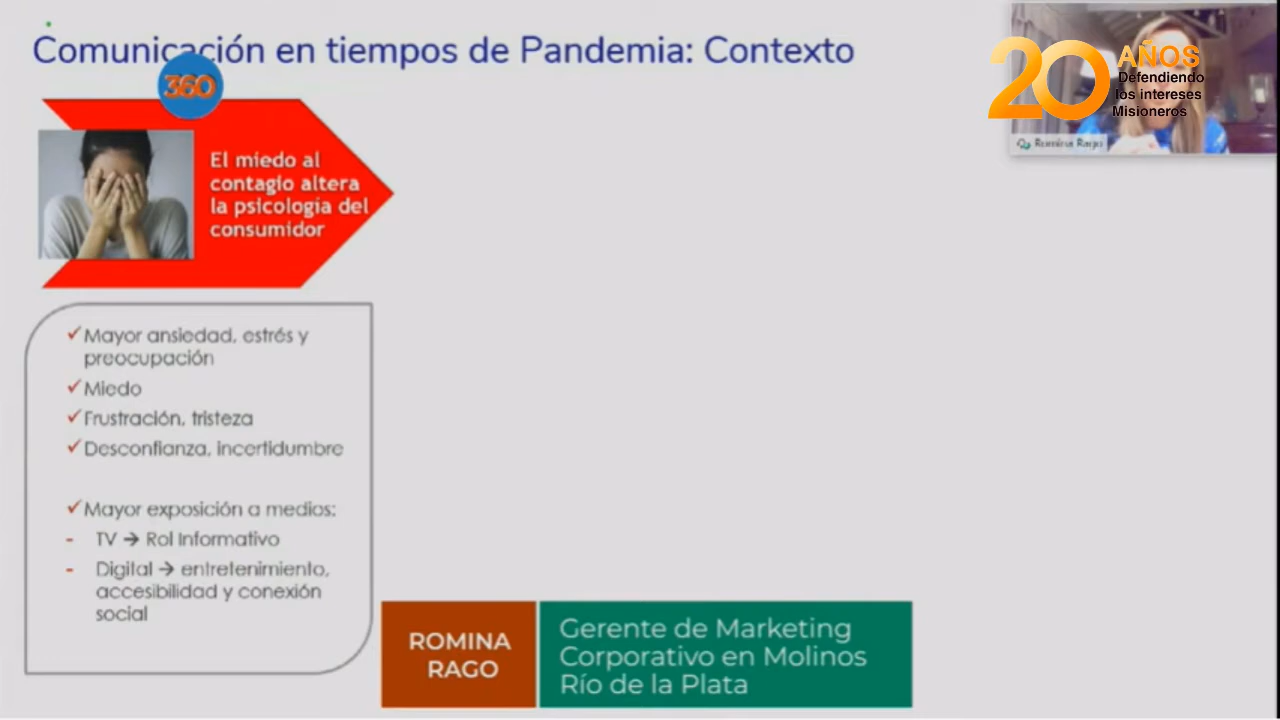 Comunicación en tiempos de Pandemia: Contexto
360
El miedo al
contagio altera
la psicología del
consumidor
Mayor ansiedad, estrés y
preocupación
Miedo
Frustración, tristeza
Desconfianza, incertidumbre
Mayor exposición a medios:
- TV → Rol Informativo
- Digital → entretenimiento,
accesibilidad y conexión
social
20 AÑOS
Defendiendo
los intereses
Misioneros
Romina Rago
ROMINA
RAGO
Gerente de Marketing
Corporativo en Molinos
Río de la Plata